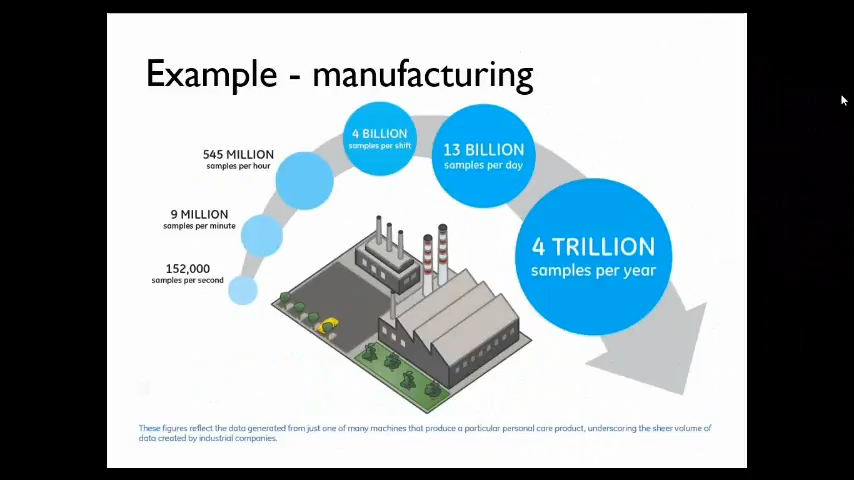 Example - manufacturing
4 BILLION
samples per shift
13 BILLION
samples per day
545 MILLION
samples per hour
9 MILLION
samples per minute
4 TRILLION
samples per year
152,000
samples per second
These figures reflect the data generated from just one of many machines that produce a particular personal care product, underscoring the sheer volume of
data created by industrial companies.